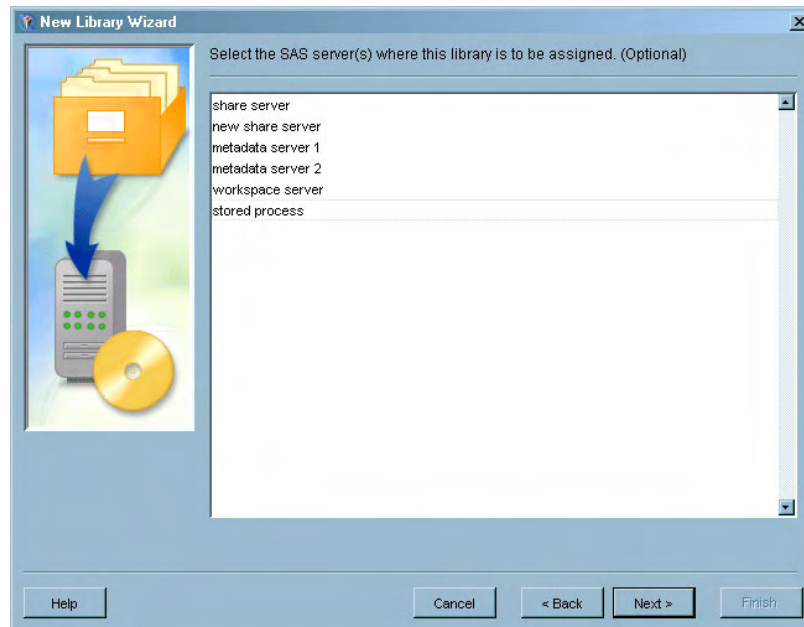 New Library Wizard
Select the SAS server(s) where this library is to be assigned. (Optional)
share server
new share server
metadata server 1
metadata server 2
workspace server
stored process
Help
Cancel
< Back
Next >
Finish